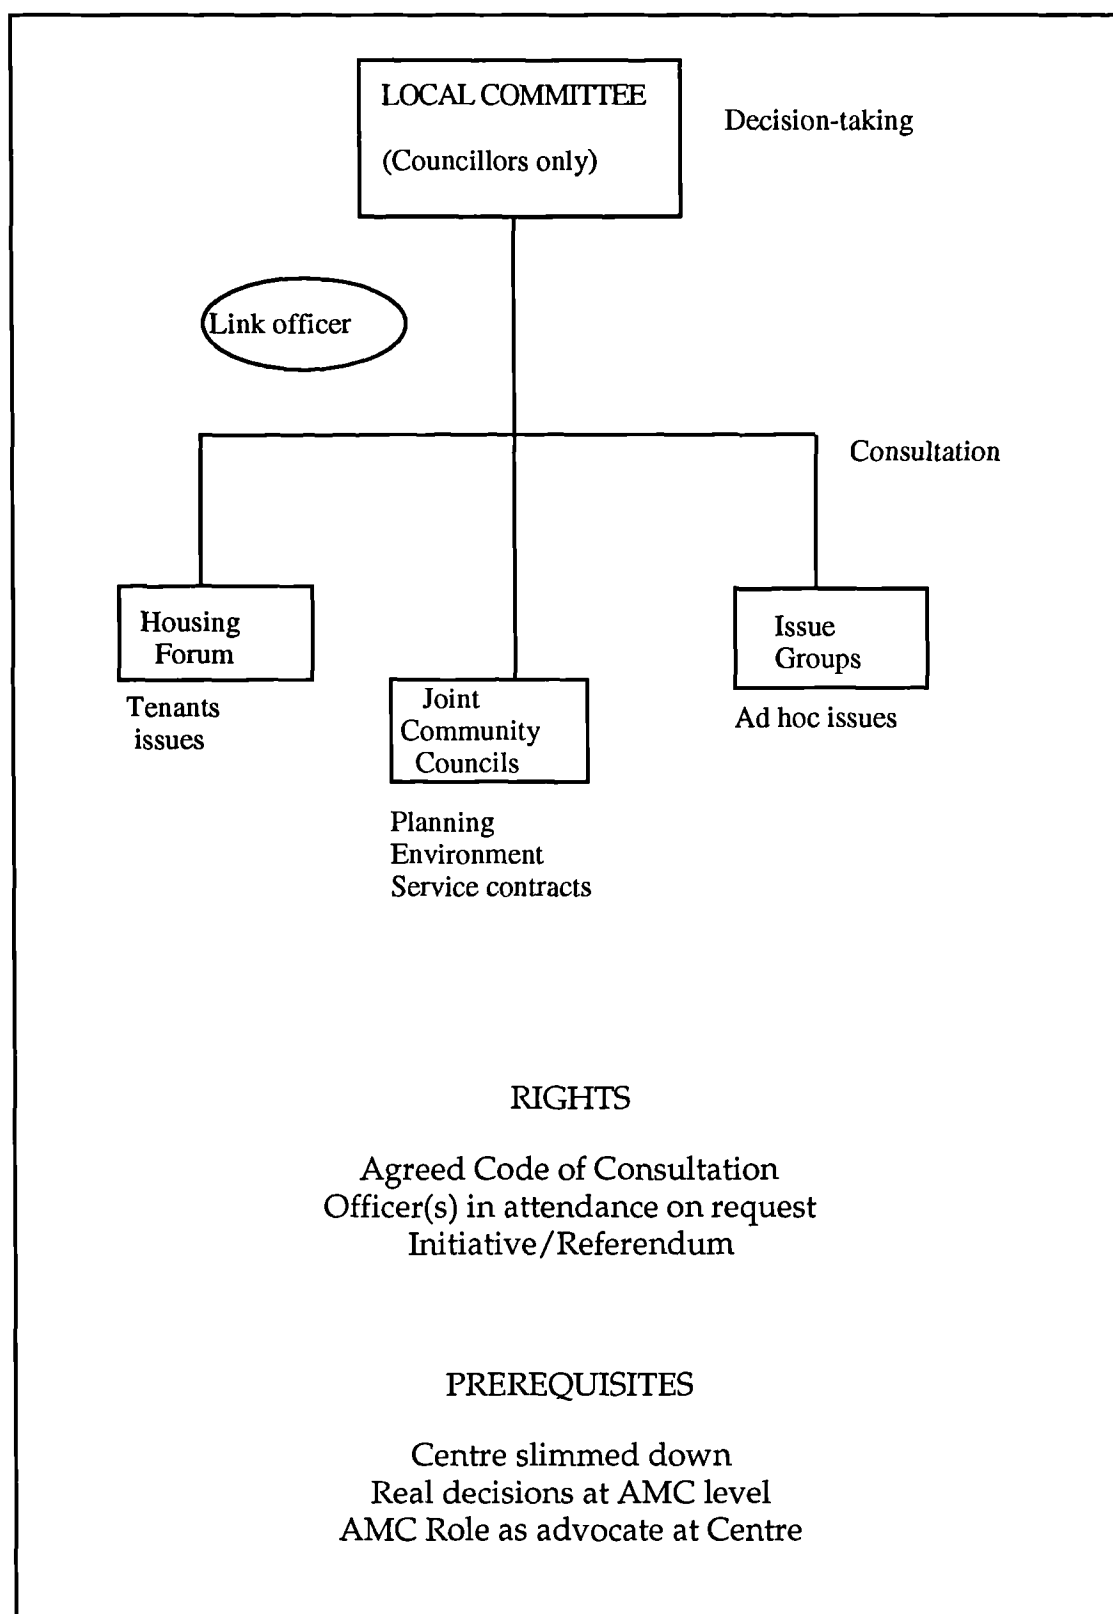 LOCAL COMMITTEE
(Councillors only)
Decision-taking
Link officer
Consultation
Housing
Forum
Tenants
issues
Joint
Community
Councils
Planning
Environment
Service contracts
Issue
Groups
Ad hoc issues
RIGHTS
Agreed Code of Consultation
Officer(s) in attendance on request
Initiative/Referendum
PREREQUISITES
Centre slimmed down
Real decisions at AMC level
AMC Role as advocate at Centre